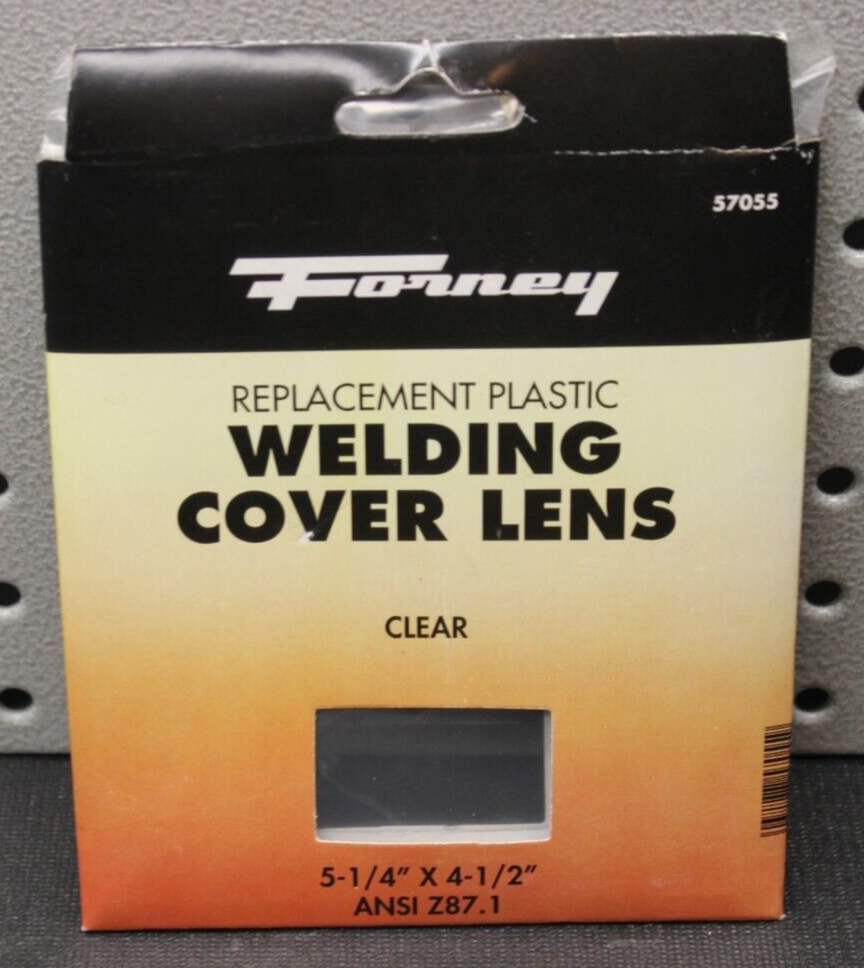 57055
Forney
REPLACEMENT PLASTIC
WELDING
COVER LENS
CLEAR
5-1/4" X 4-1/2"
ANSI Z87.1